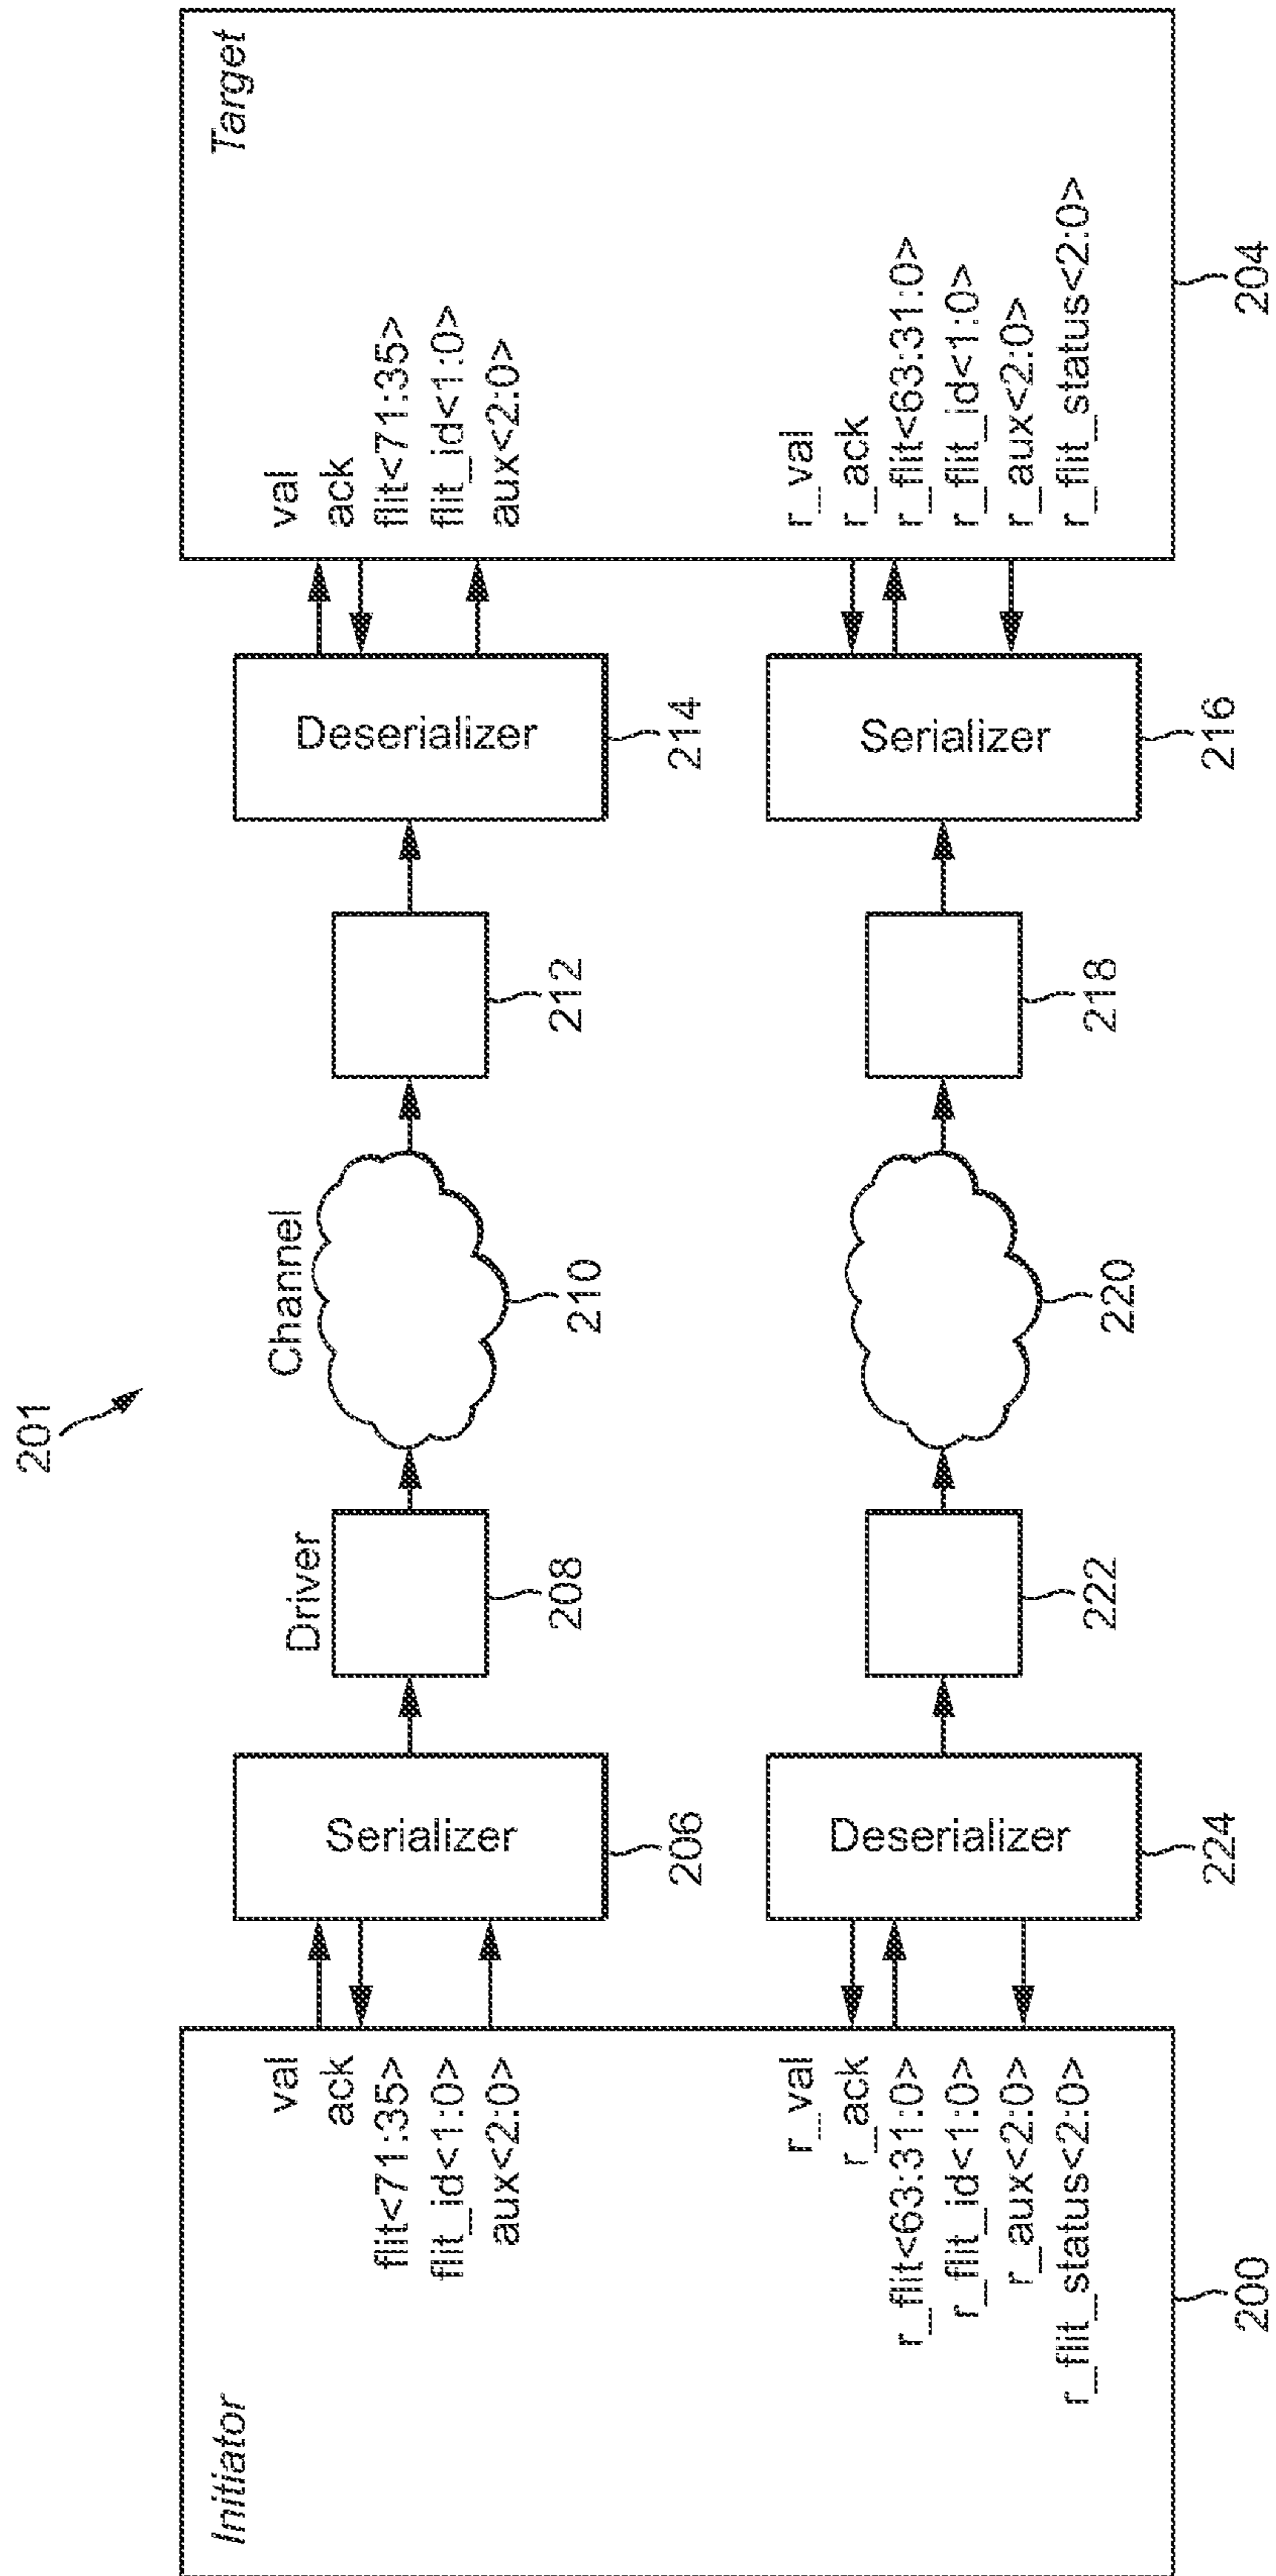 201
Initiator
val
ack
flit<71:35>
flit_id<1:0>
aux<2:0>
r_val
r_ack
r_flit<63:31:0>
r_flit_id<1:0>
r_aux<2:0>
r_flit_status<2:0>
200
Serializer
206
Driver
208
Channel
210
212
Deserializer
214
Deserializer
224
222
220
218
Serializer
216
Target
val
ack
flit<71:35>
flit_id<1:0>
aux<2:0>
r_val
r_ack
r_flit<63:31:0>
r_flit_id<1:0>
r_aux<2:0>
r_flit_status<2:0>
204